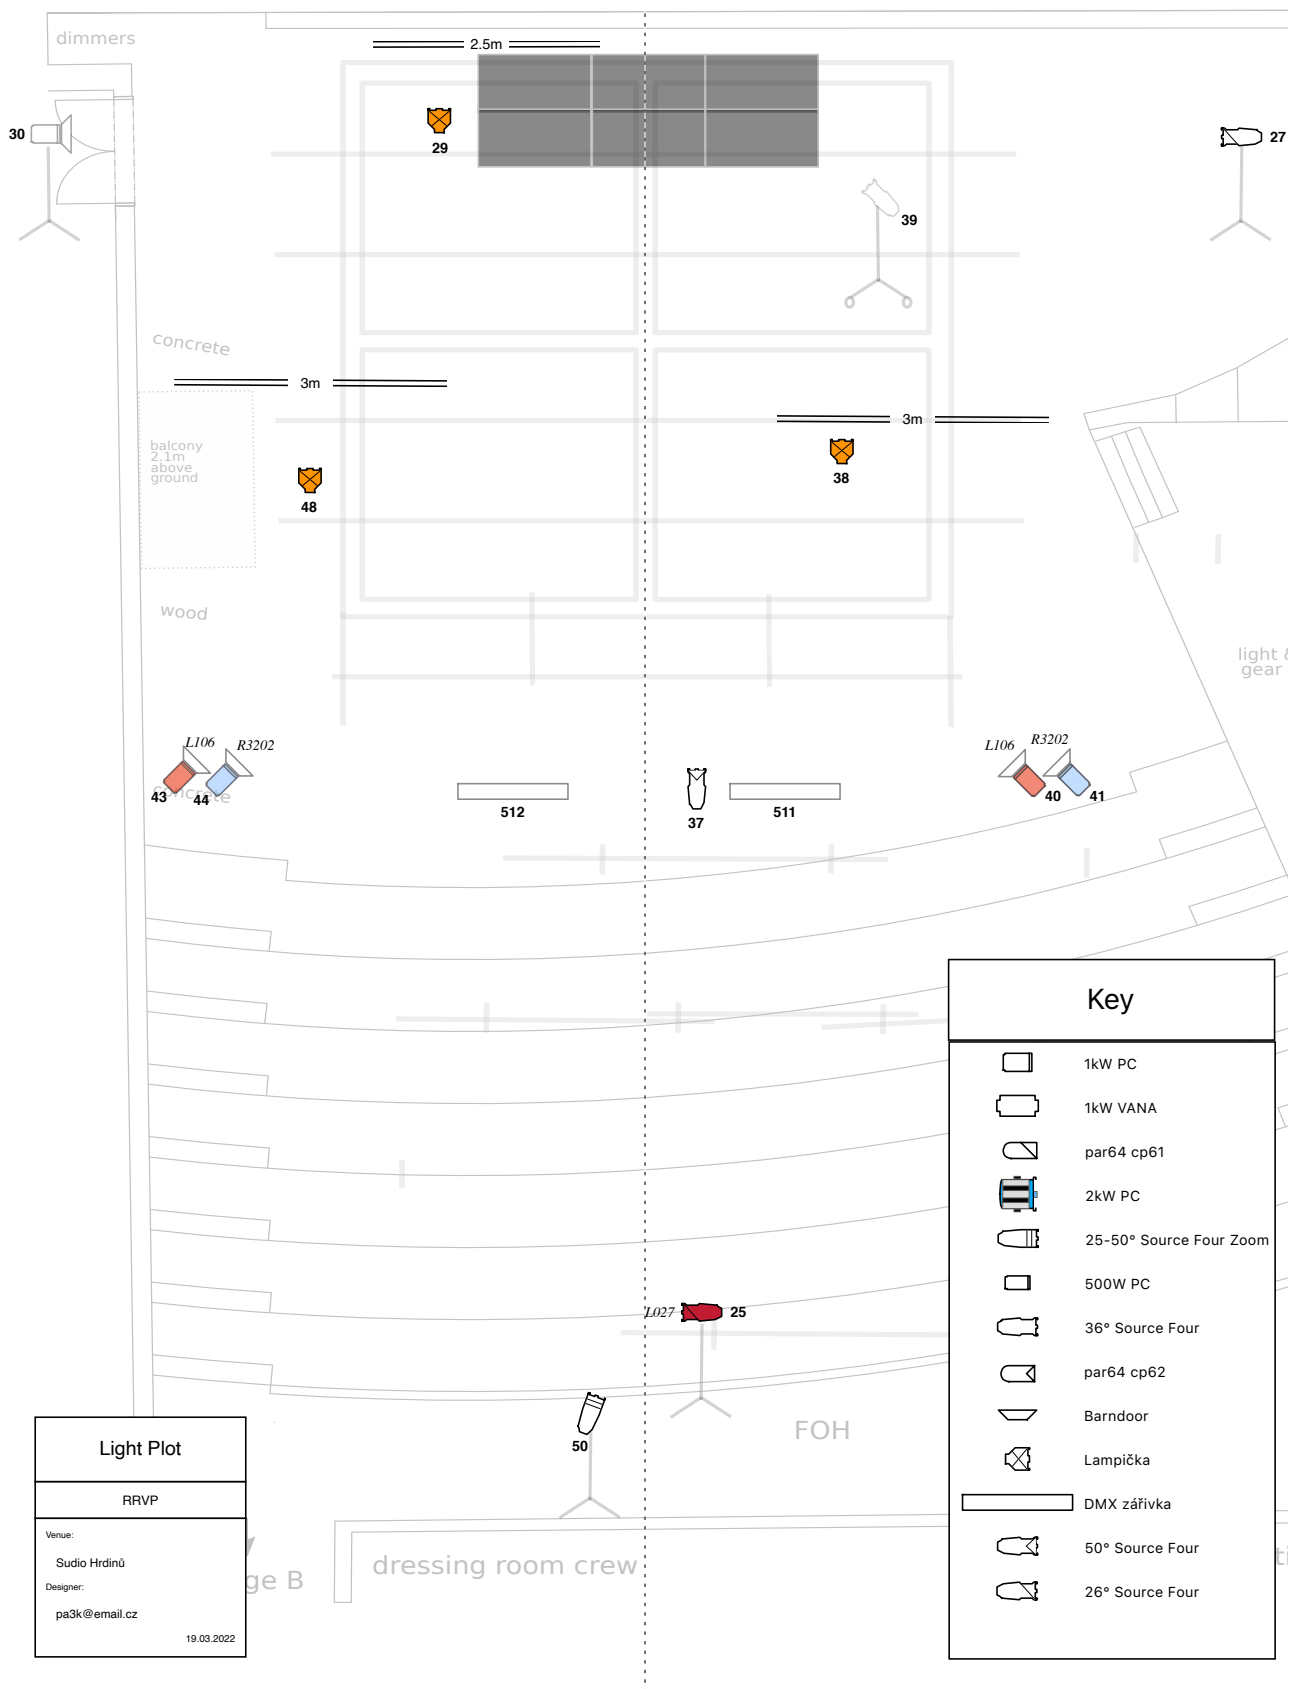 dimmers
2.5m
30
29
27
39
concrete
3m
3m
balcony
2.1m
above
ground
48
38
wood
light &
gear
L106
R3202
L106
R3202
43
concrete
44
512
37
511
40
41
Key
1kW PC
1kW VANA
par64 cp61
2kW PC
25-50° Source Four Zoom
500W PC
36° Source Four
par64 cp62
Barndoor
Lampička
DMX zářivka
50° Source Four
26° Source Four
L027
25
50
FOH
Light Plot
RRVP
Venue:
Sudio Hrdinů
Designer:
pa3k@email.cz
19.03.2022
ge B
dressing room crew